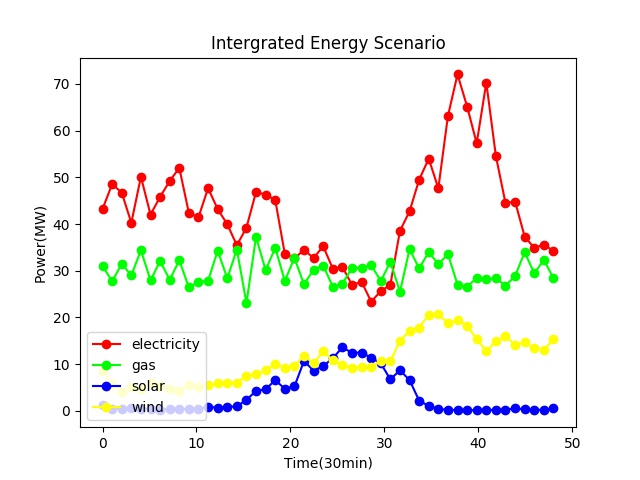 Intergrated Energy Scenario
Power(MW)
70
60
50
40
30
20
10
0
electricity
gas
solar
wind
0 10 20 30 40 50
Time(30min)